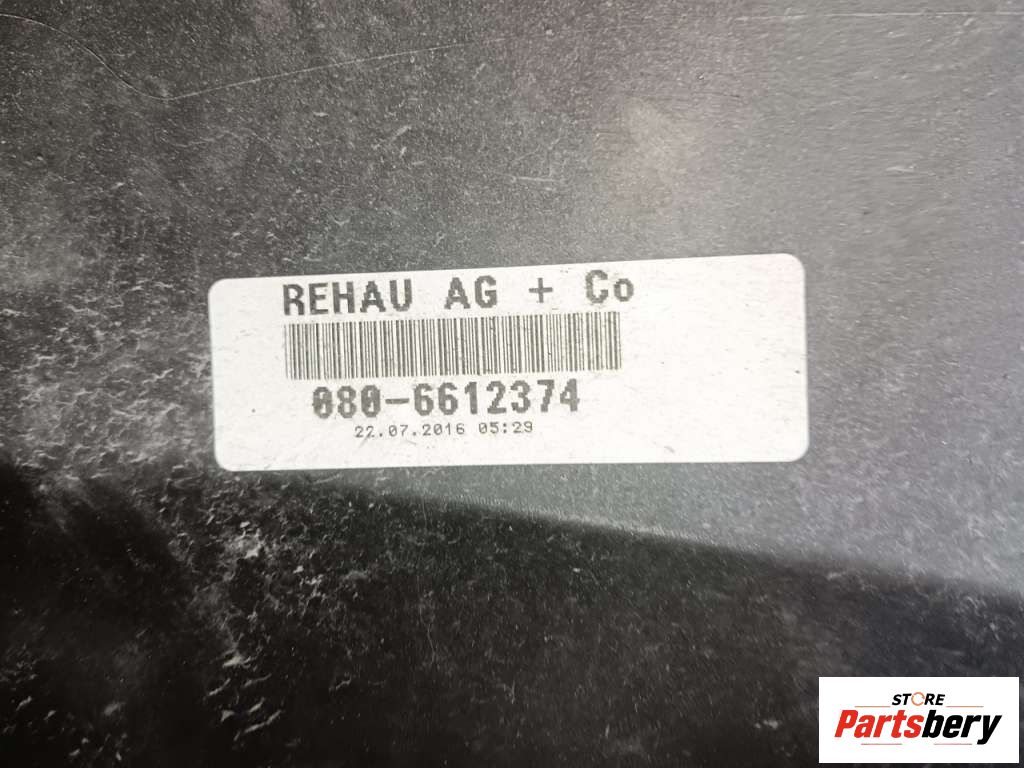 REHAU AG + Co
080-6612374
22.07.2016 05:29
STORE
Partsbery